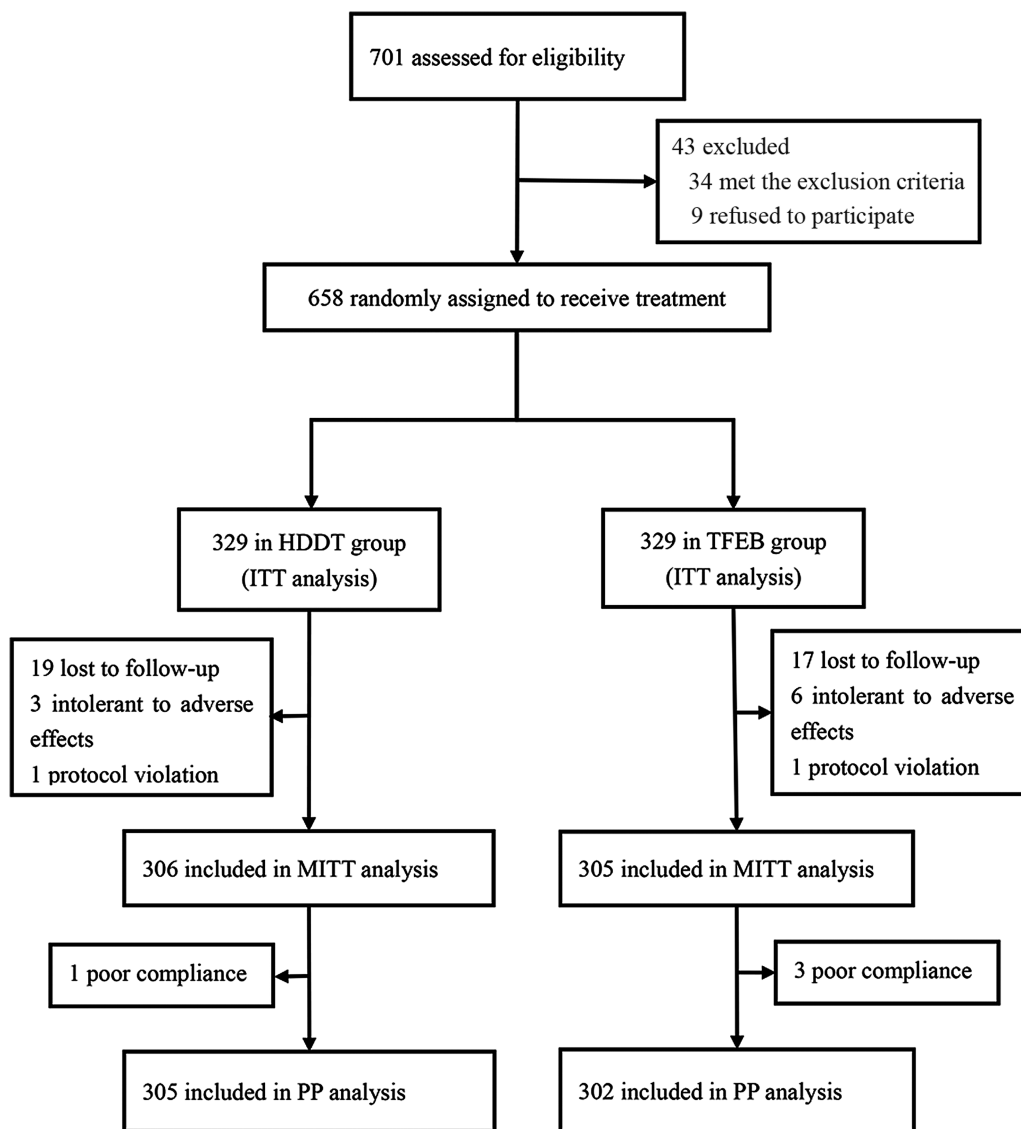 701 assessed for eligibility
43 excluded
34 met the exclusion criteria
9 refused to participate
658 randomly assigned to receive treatment
329 in HDDT group
(ITT analysis)
329 in TFEB group
(ITT analysis)
19 lost to follow-up
3 intolerant to adverse
effects
1 protocol violation
17 lost to follow-up
6 intolerant to adverse
effects
1 protocol violation
306 included in MITT analysis
305 included in MITT analysis
1 poor compliance
3 poor compliance
305 included in PP analysis
302 included in PP analysis